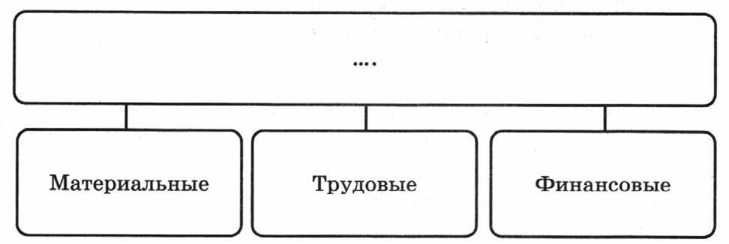 ....
Материальные
Трудовые
Финансовые